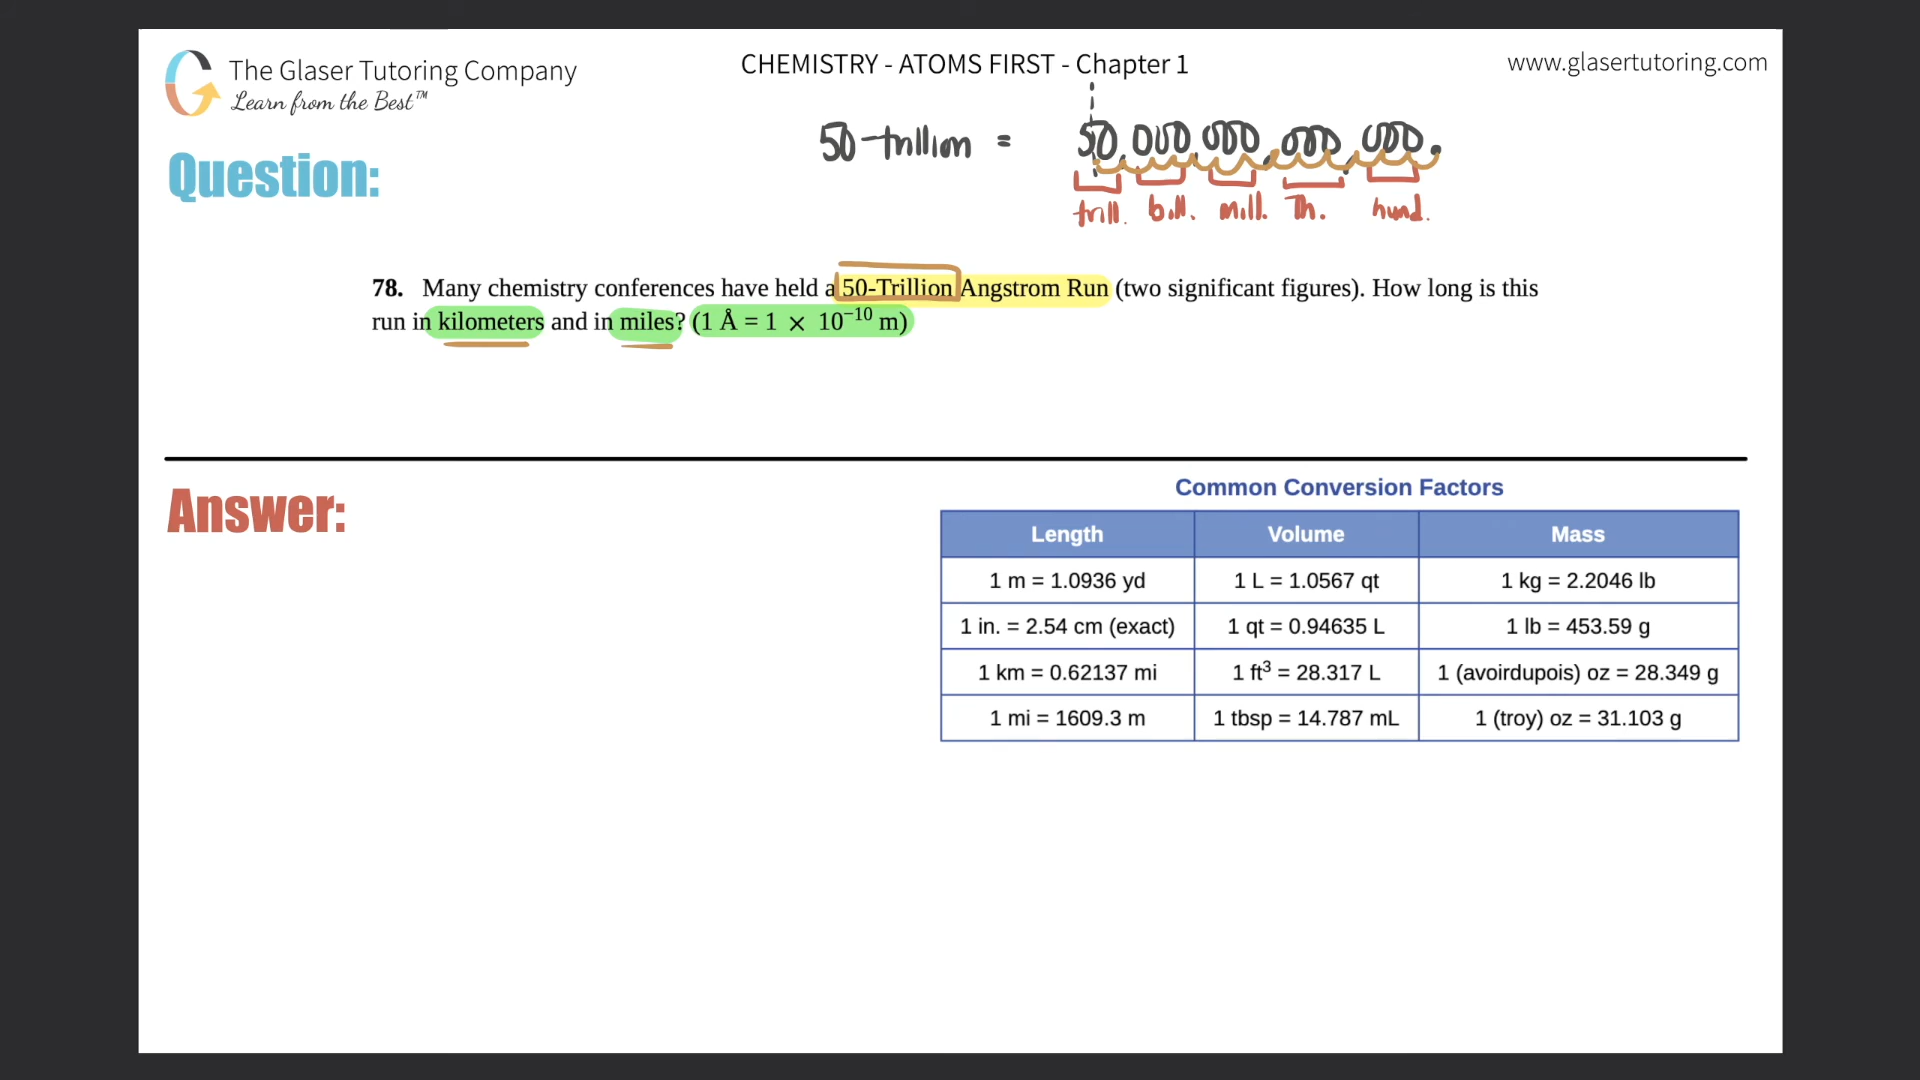 The Glaser Tutoring Company
Learn from the Best™
CHEMISTRY - ATOMS FIRST - Chapter 1
www.glasertutoring.com
50-trillion = 50,000,000,000,000.
trill. bill. mill. Th. hund.
Question:
78. Many chemistry conferences have held a 50-Trillion Angstrom Run (two significant figures). How long is this
run in kilometers and in miles? (1 Å = 1 × 10⁻¹⁰ m)
Answer:
Common Conversion Factors
Length Volume Mass
1 m = 1.0936 yd 1 L = 1.0567 qt 1 kg = 2.2046 lb
1 in. = 2.54 cm (exact) 1 qt = 0.94635 L 1 lb = 453.59 g
1 km = 0.62137 mi 1 ft³ = 28.317 L 1 (avoirdupois) oz = 28.349 g
1 mi = 1609.3 m 1 tbsp = 14.787 mL 1 (troy) oz = 31.103 g